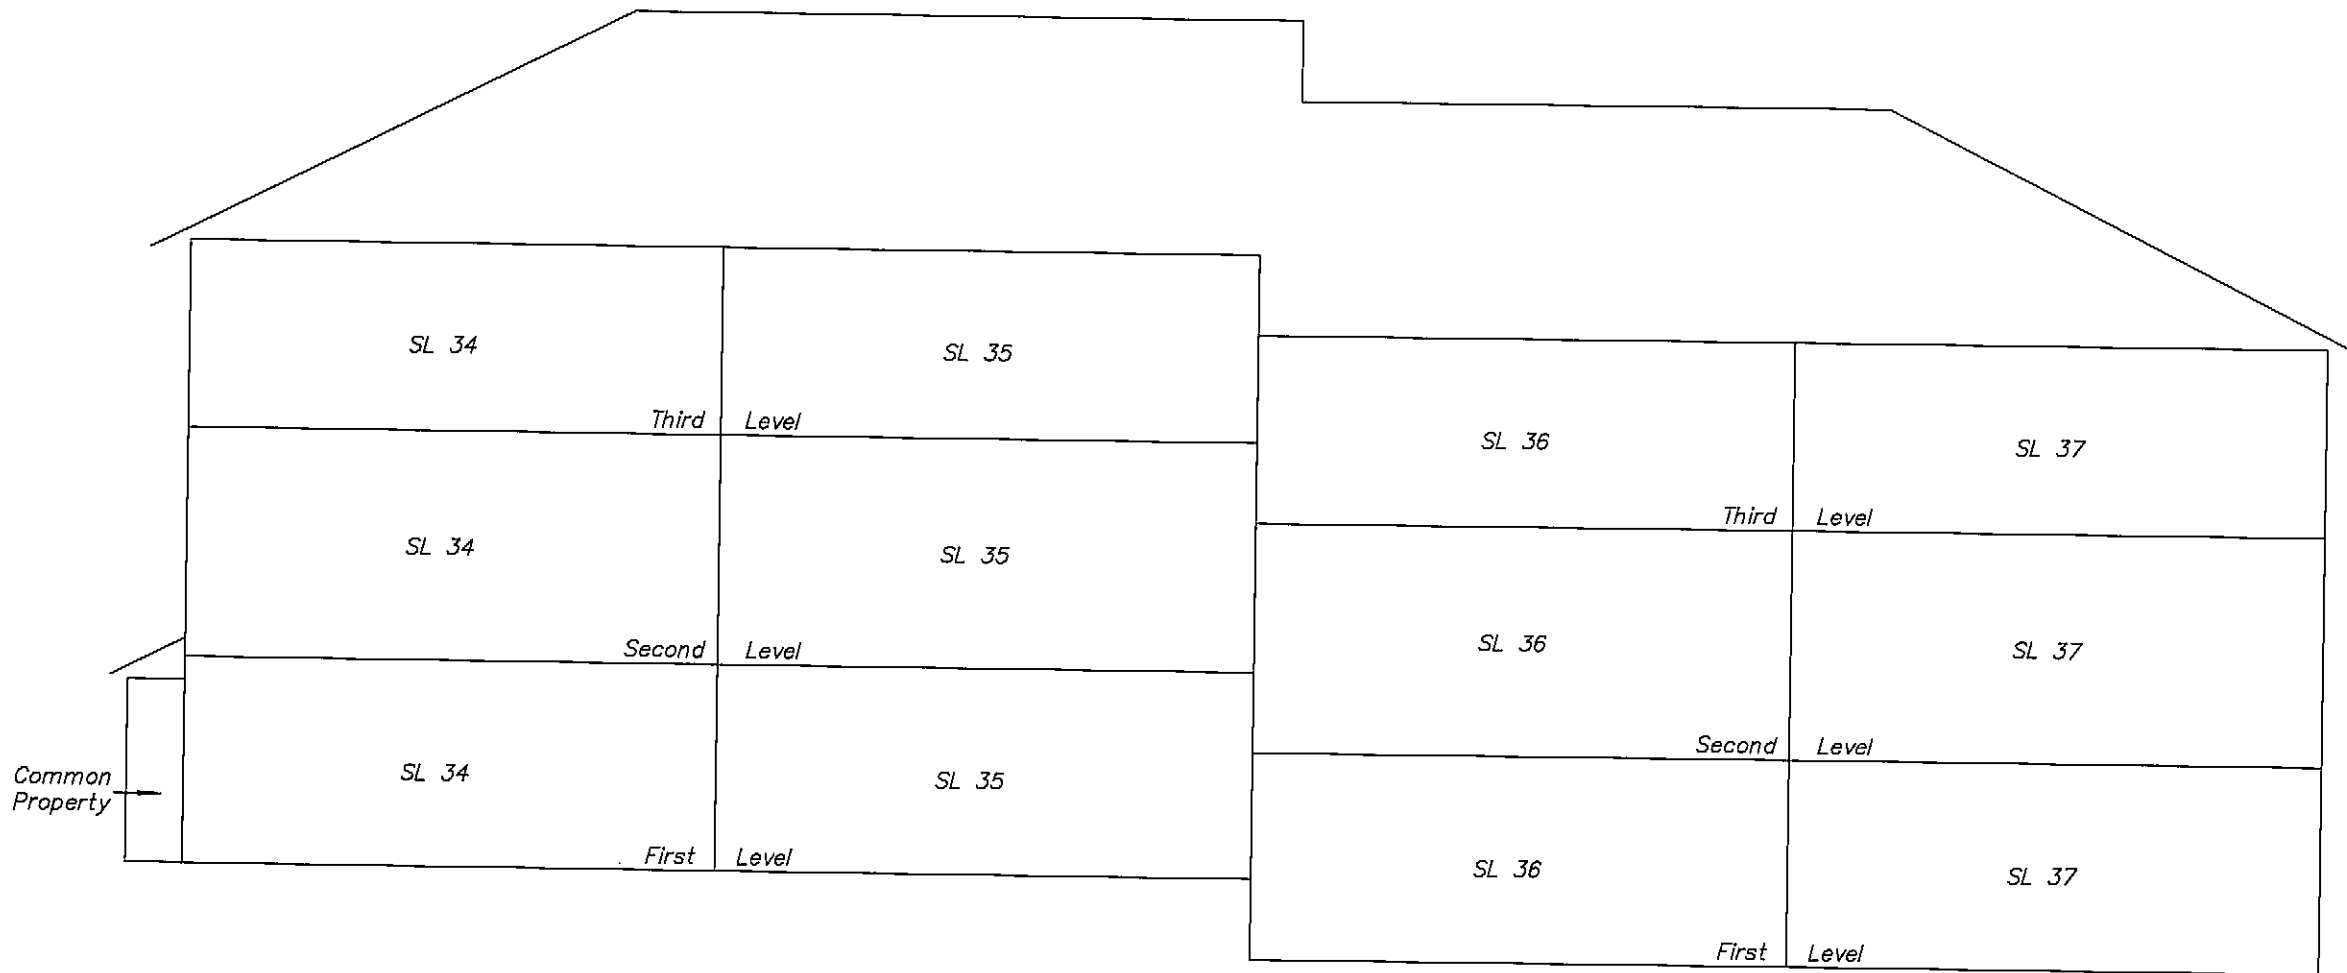 SL 34
SL 35
Third Level
SL 36
SL 37
Third Level
SL 34
SL 35
Second Level
SL 36
SL 37
Second Level
Common
Property
SL 34
SL 35
First Level
SL 36
SL 37
First Level